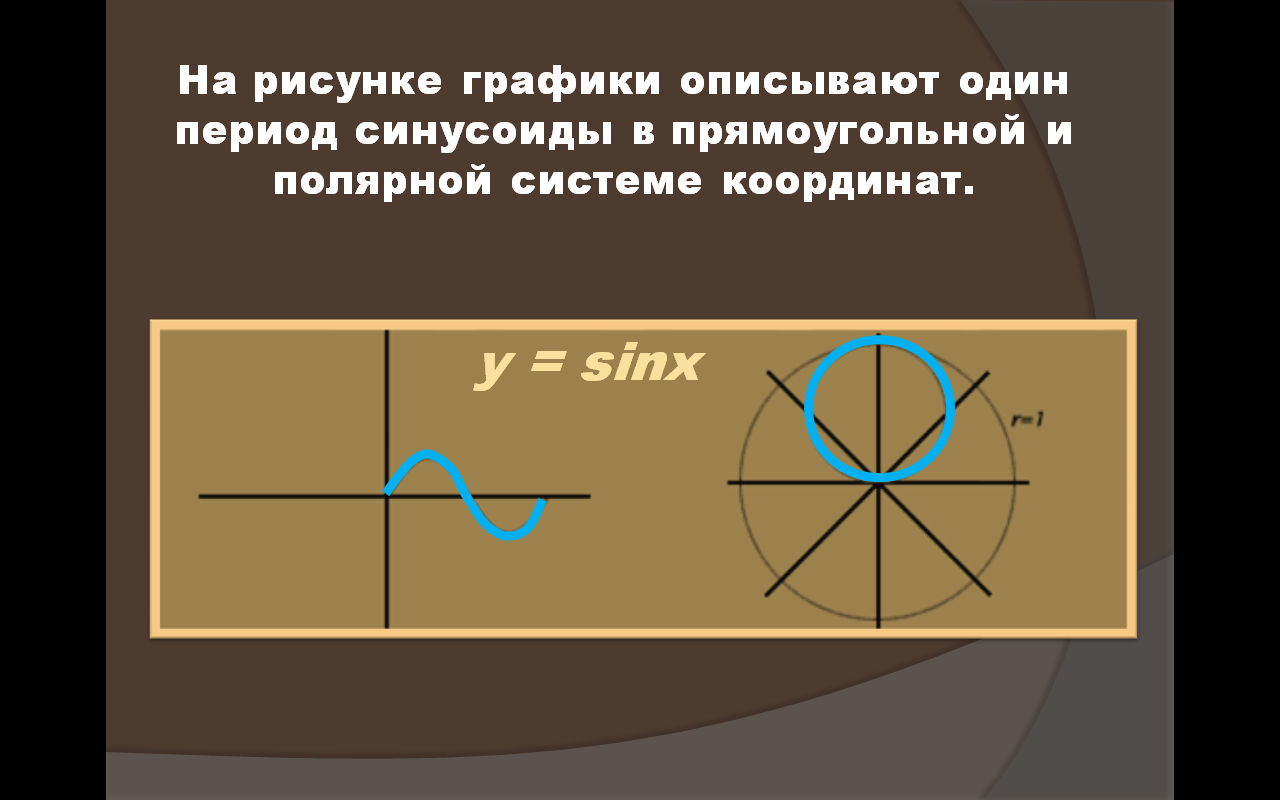 На рисунке графики описывают один
период синусоиды в прямоугольной и
полярной системе координат.
y = sinx
r=1